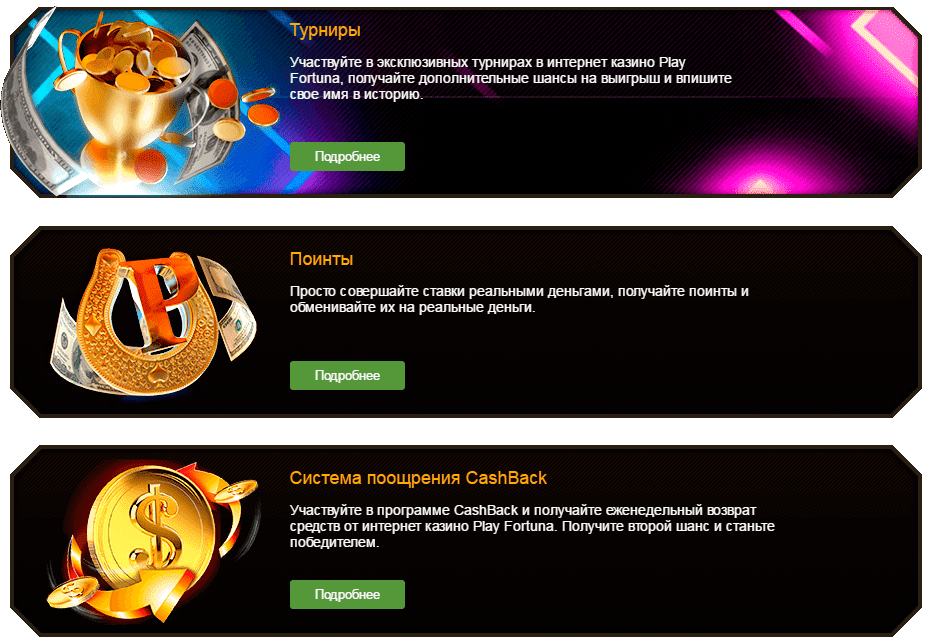 Турниры
Участвуйте в эксклюзивных турнирах в интернет казино Play
Fortuna, получайте дополнительные шансы на выигрыш и впишите
свое имя в историю.
Подробнее
P
Поинты
Просто совершайте ставки реальными деньгами, получайте поинты и
обменивайте их на реальные деньги.
Подробнее
$
Система поощрения CashBack
Участвуйте в программе CashBack и получайте еженедельный возврат
средств от интернет казино Play Fortuna. Получите второй шанс и станьте
победителем.
Подробнее